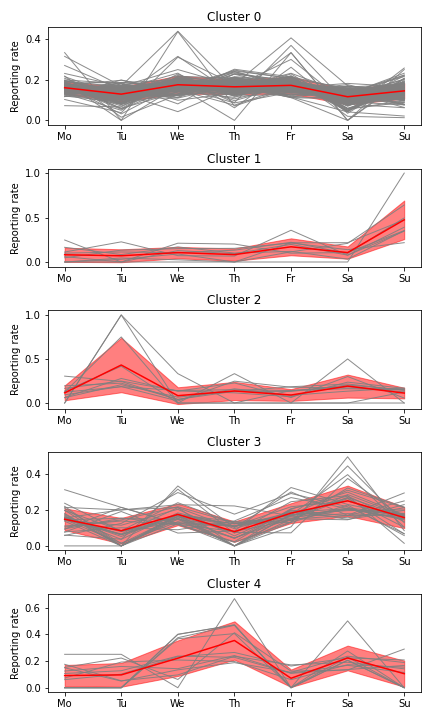 Cluster 0
Reporting rate
0.4
0.2
0.0
Mo Tu We Th Fr Sa Su
Cluster 1
Reporting rate
1.0
0.5
0.0
Mo Tu We Th Fr Sa Su
Cluster 2
Reporting rate
1.0
0.5
0.0
Mo Tu We Th Fr Sa Su
Cluster 3
Reporting rate
0.4
0.2
0.0
Mo Tu We Th Fr Sa Su
Cluster 4
Reporting rate
0.6
0.4
0.2
0.0
Mo Tu We Th Fr Sa Su